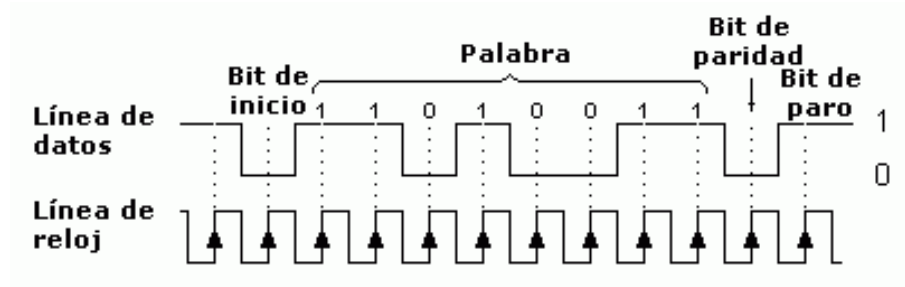 Bit de
paridad
Palabra
Bit de
inicio
Bit de
paro
1 1 0 1 0 0 1 1
Línea de
datos
1
0
Línea de
reloj